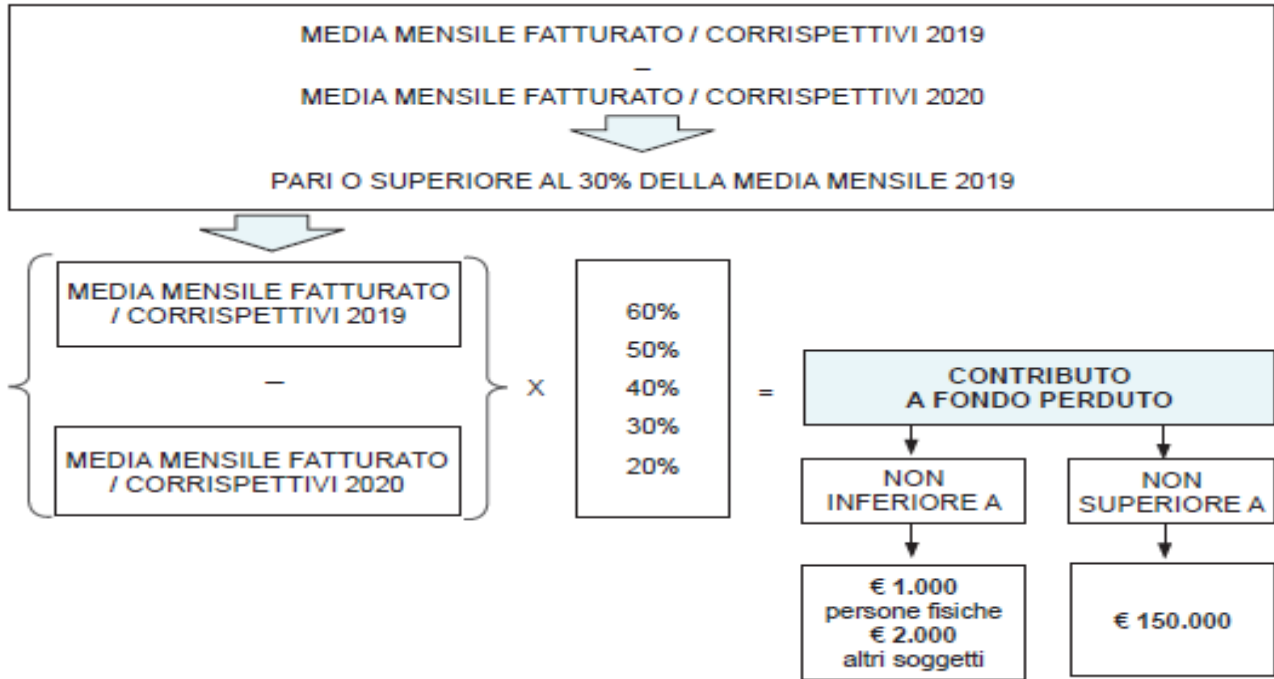 MEDIA MENSILE FATTURATO / CORRISPETTIVI 2019
–
MEDIA MENSILE FATTURATO / CORRISPETTIVI 2020
PARI O SUPERIORE AL 30% DELLA MEDIA MENSILE 2019
MEDIA MENSILE FATTURATO
/ CORRISPETTIVI 2019
–
MEDIA MENSILE FATTURATO
/ CORRISPETTIVI 2020
X
60%
50%
40%
30%
20%
=
CONTRIBUTO
A FONDO PERDUTO
NON
INFERIORE A
€ 1.000
persone fisiche
€ 2.000
altri soggetti
NON
SUPERIORE A
€ 150.000